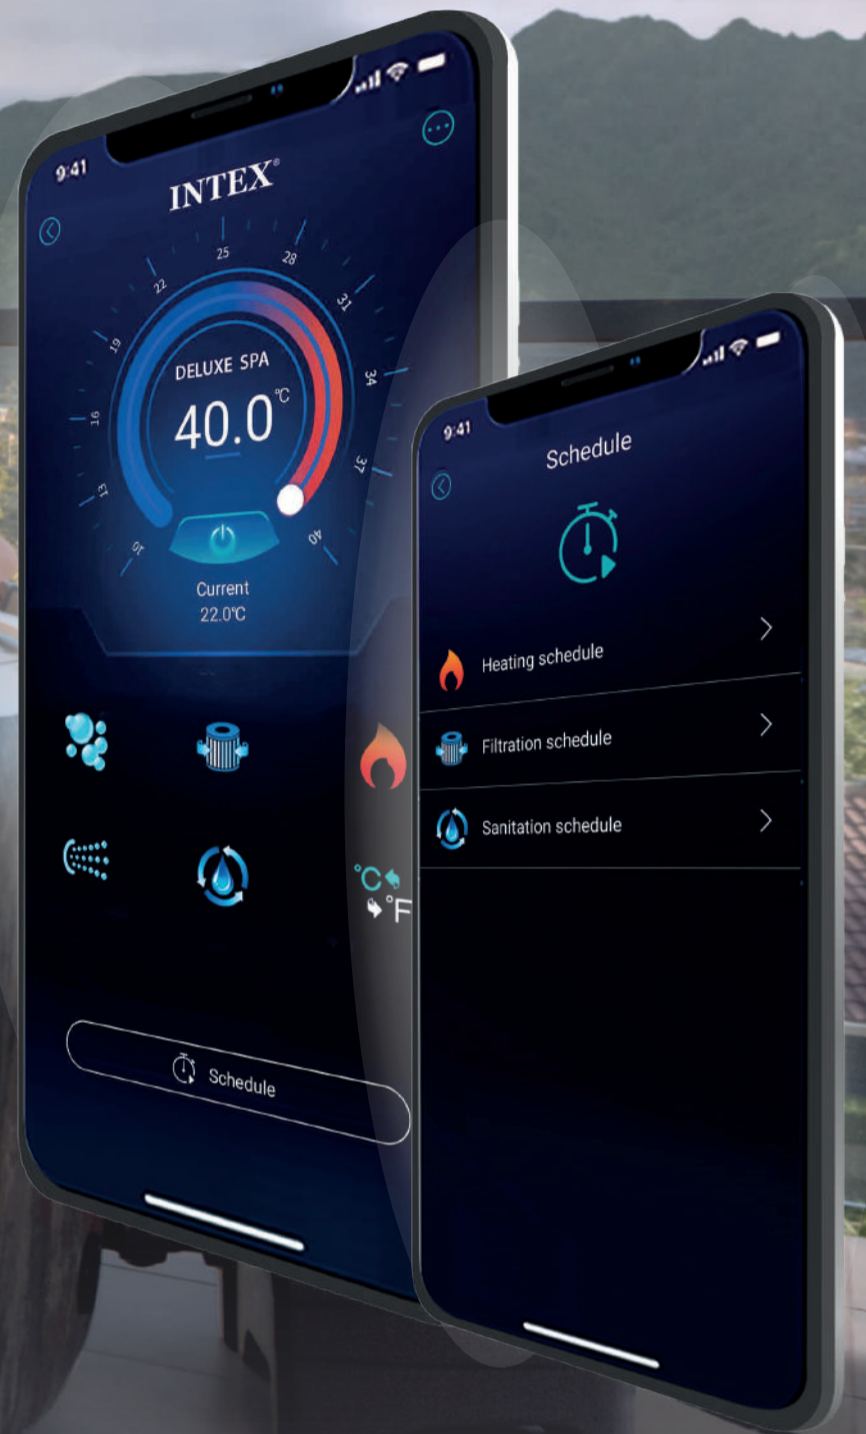 9:41
INTEX®
25
28
22
31
19
34
16
37
13
40
10
DELUXE SPA
40.0°C
Current
22.0°C
°C
°F
Schedule
9:41
Schedule
Heating schedule
Filtration schedule
Sanitation schedule